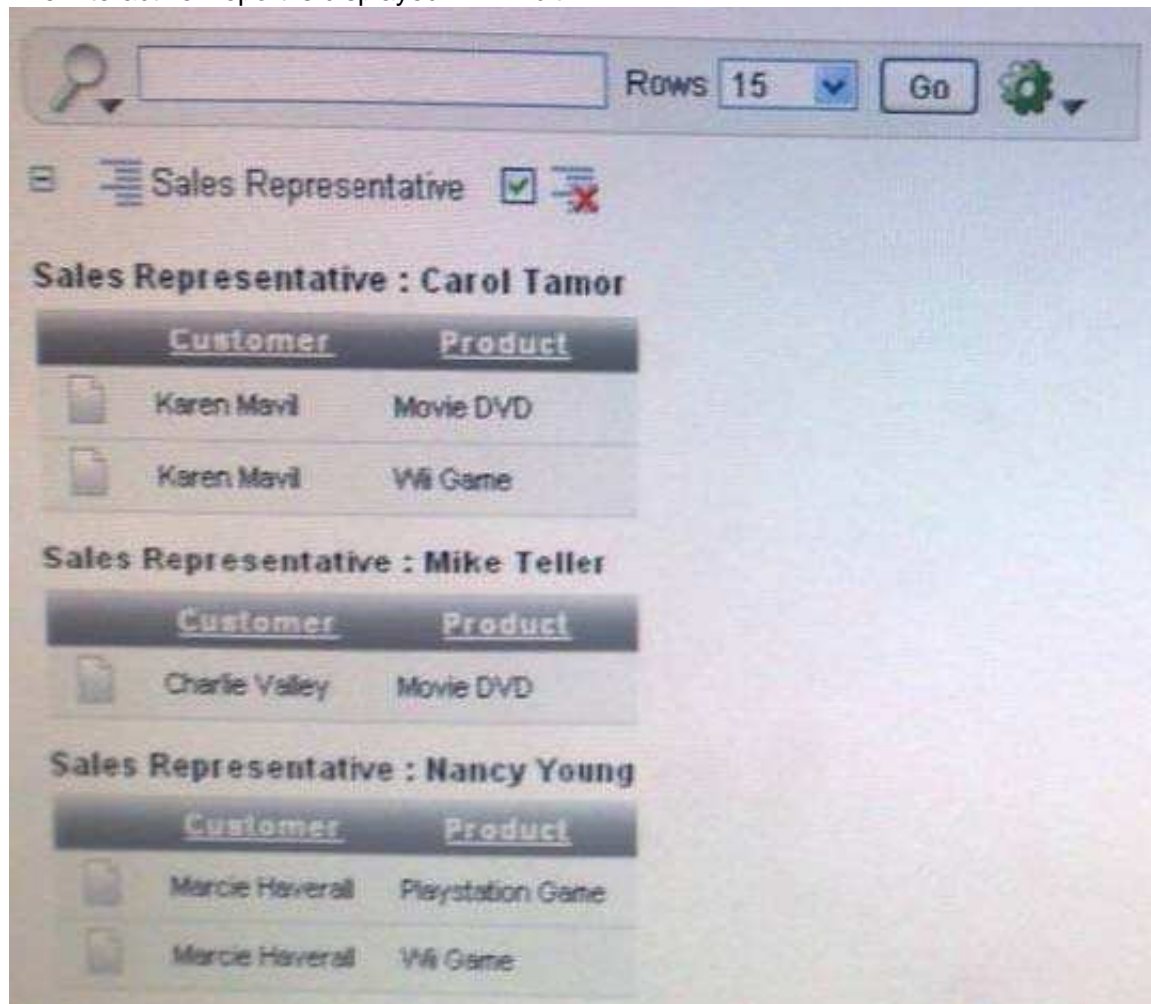 Rows 15 Go
Sales Representative
Sales Representative : Carol Tamor
Customer Product
Karen Mavil Movie DVD
Karen Mavil Wii Game
Sales Representative : Mike Teller
Customer Product
Charlie Valley Movie DVD
Sales Representative : Nancy Young
Customer Product
Marcie Haverall Playstation Game
Marcie Haverall Wii Game